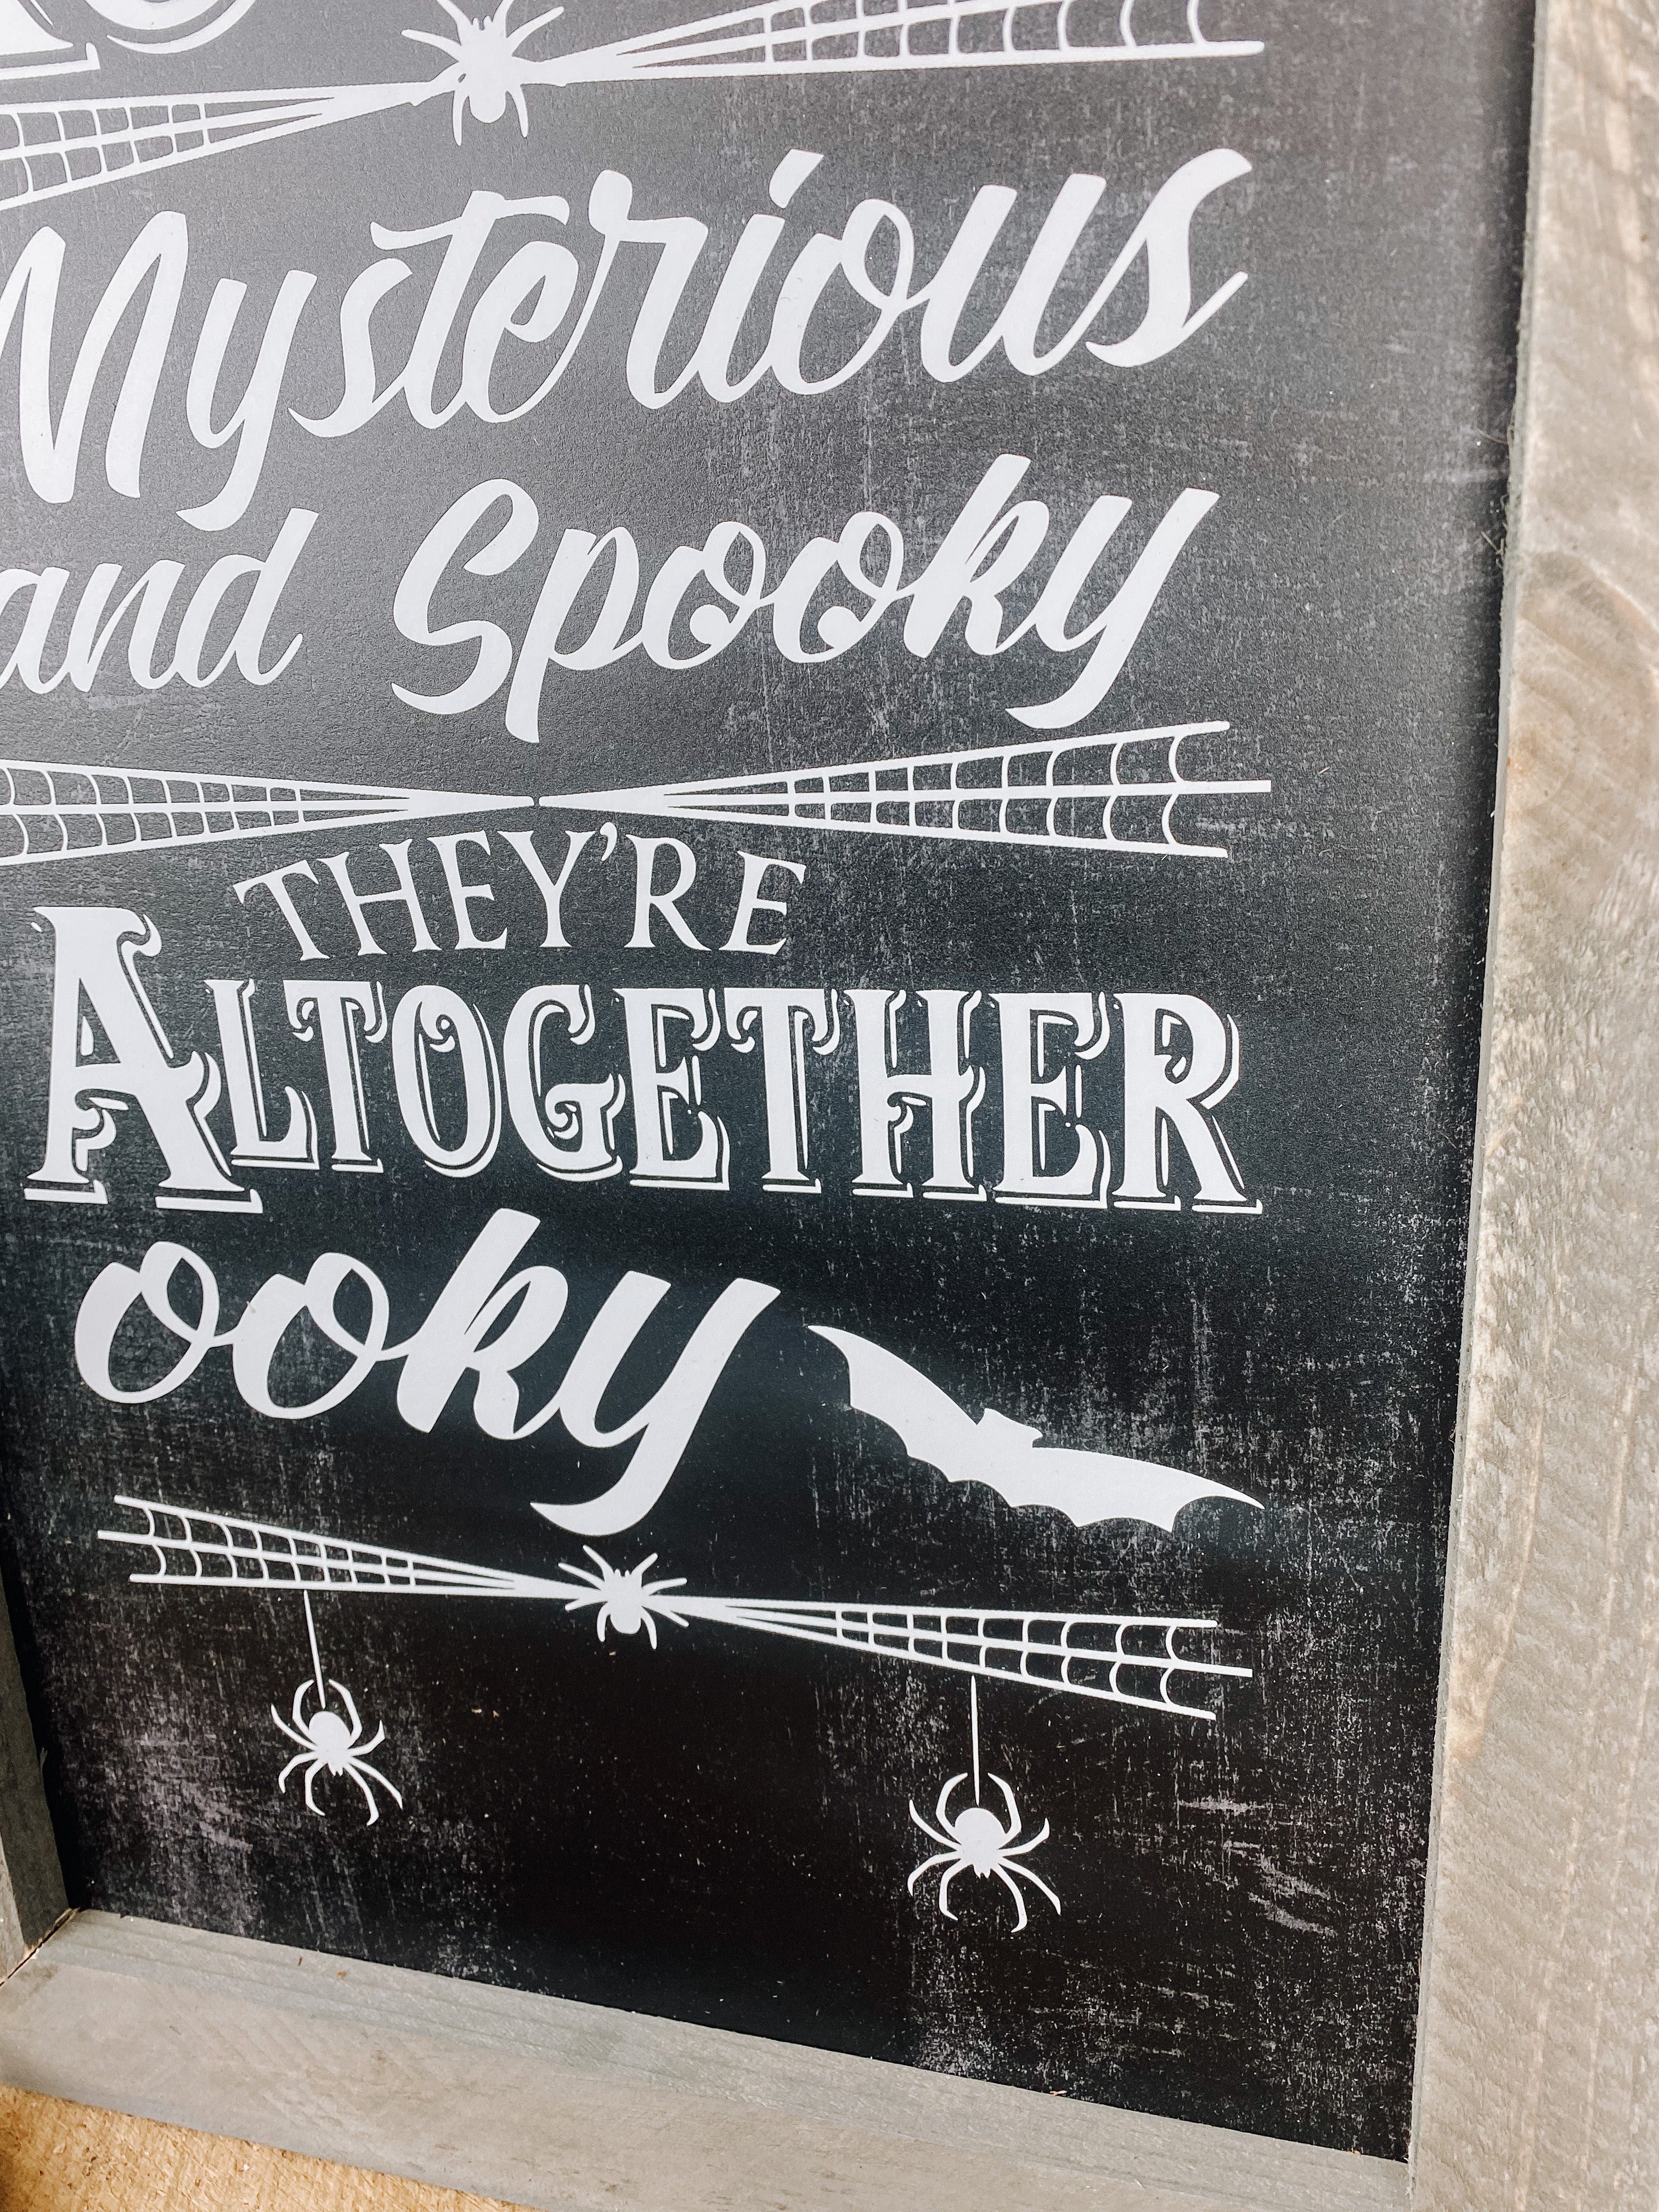 Mysterious
and Spooky
THEY'RE
ALTOGETHER
ooky